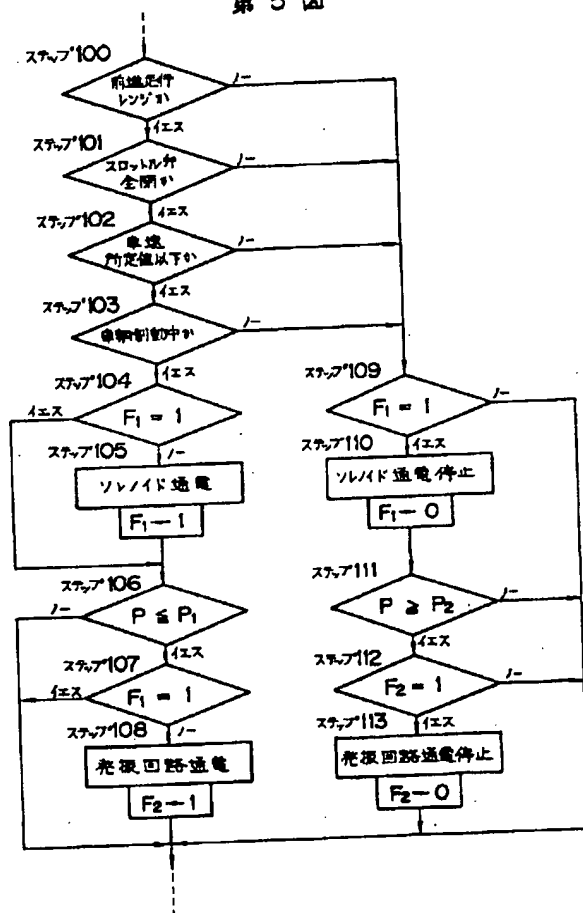 第5図
ステップ100
前進走行
レンジか
ノー
イエス
ステップ101
スロットル弁
全閉か
ノー
イエス
ステップ102
車速
所定値以下か
ノー
イエス
ステップ103
車輌制動中か
ノー
イエス
ステップ104
F₁ = 1
イエス
ノー
ステップ105
ソレノイド通電
F₁←1
ステップ106
P ≦ P₁
ノー
イエス
ステップ107
F₁ = 1
イエス
ノー
ステップ108
発振回路通電
F₂←1
ステップ109
F₁ = 1
ノー
イエス
ステップ110
ソレノイド通電停止
F₁←0
ステップ111
P ≧ P₂
ノー
イエス
ステップ112
F₂ = 1
ノー
イエス
ステップ113
発振回路通電停止
F₂←0